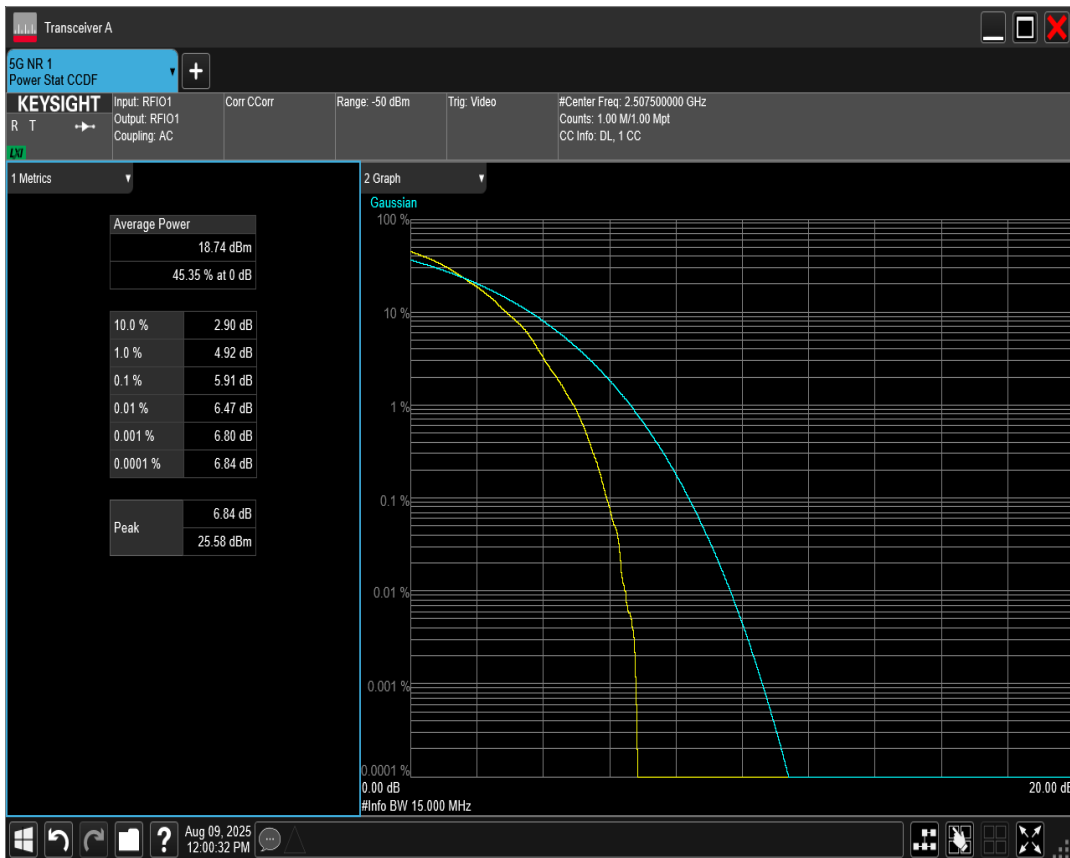 Transceiver A
5G NR 1
Power Stat CCDF
+
KEYSIGHT
R T
LXI
Input: RFIO1
Output: RFIO1
Coupling: AC
Corr CCorr
Range: -50 dBm
Trig: Video
#Center Freq: 2.507500000 GHz
Counts: 1.00 M/1.00 Mpt
CC Info: DL, 1 CC
1 Metrics
Average Power
18.74 dBm
45.35 % at 0 dB
10.0 % 2.90 dB
1.0 % 4.92 dB
0.1 % 5.91 dB
0.01 % 6.47 dB
0.001 % 6.80 dB
0.0001 % 6.84 dB
Peak
6.84 dB
25.58 dBm
2 Graph
Gaussian
100 %
10 %
1 %
0.1 %
0.01 %
0.001 %
0.0001 %
0.00 dB 20.00 dB
#Info BW 15.000 MHz
?
Aug 09, 2025
12:00:32 PM